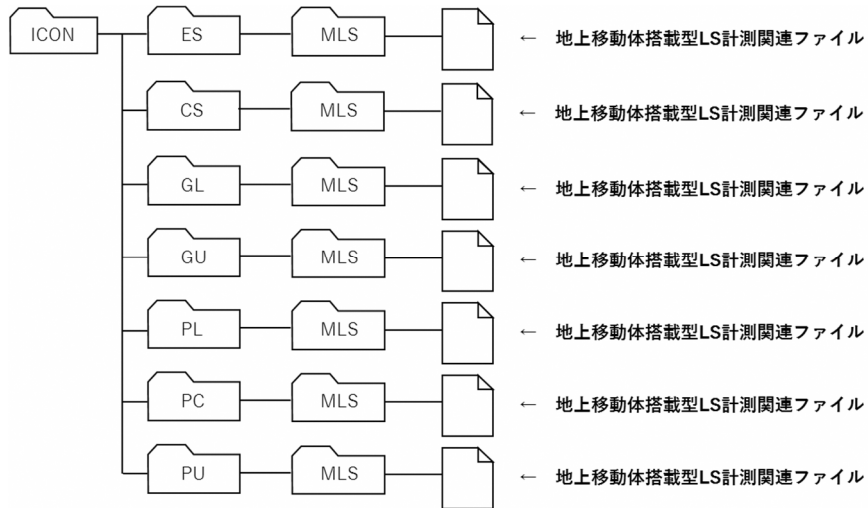 ICON ES MLS ← 地上移動体搭載型LS計測関連ファイル
CS MLS ← 地上移動体搭載型LS計測関連ファイル
GL MLS ← 地上移動体搭載型LS計測関連ファイル
GU MLS ← 地上移動体搭載型LS計測関連ファイル
PL MLS ← 地上移動体搭載型LS計測関連ファイル
PC MLS ← 地上移動体搭載型LS計測関連ファイル
PU MLS ← 地上移動体搭載型LS計測関連ファイル